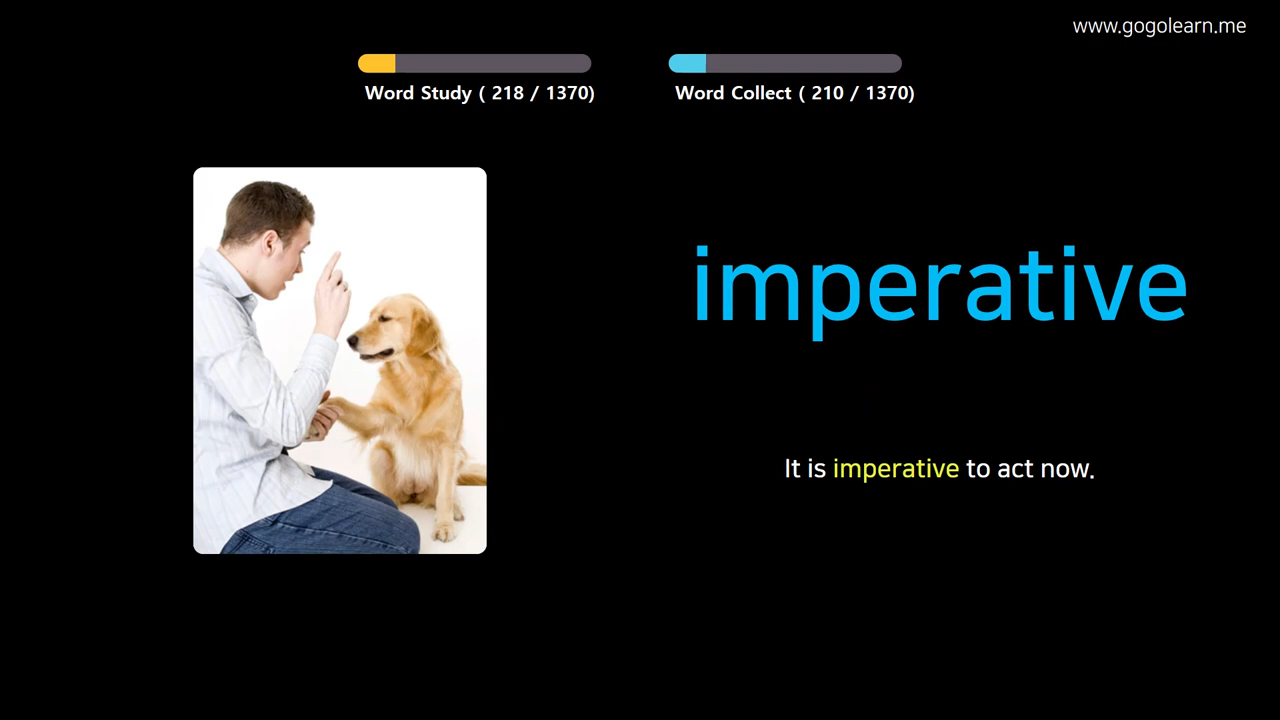 www.gogolearn.me
Word Study ( 218 / 1370)
Word Collect ( 210 / 1370)
imperative
It is imperative to act now.